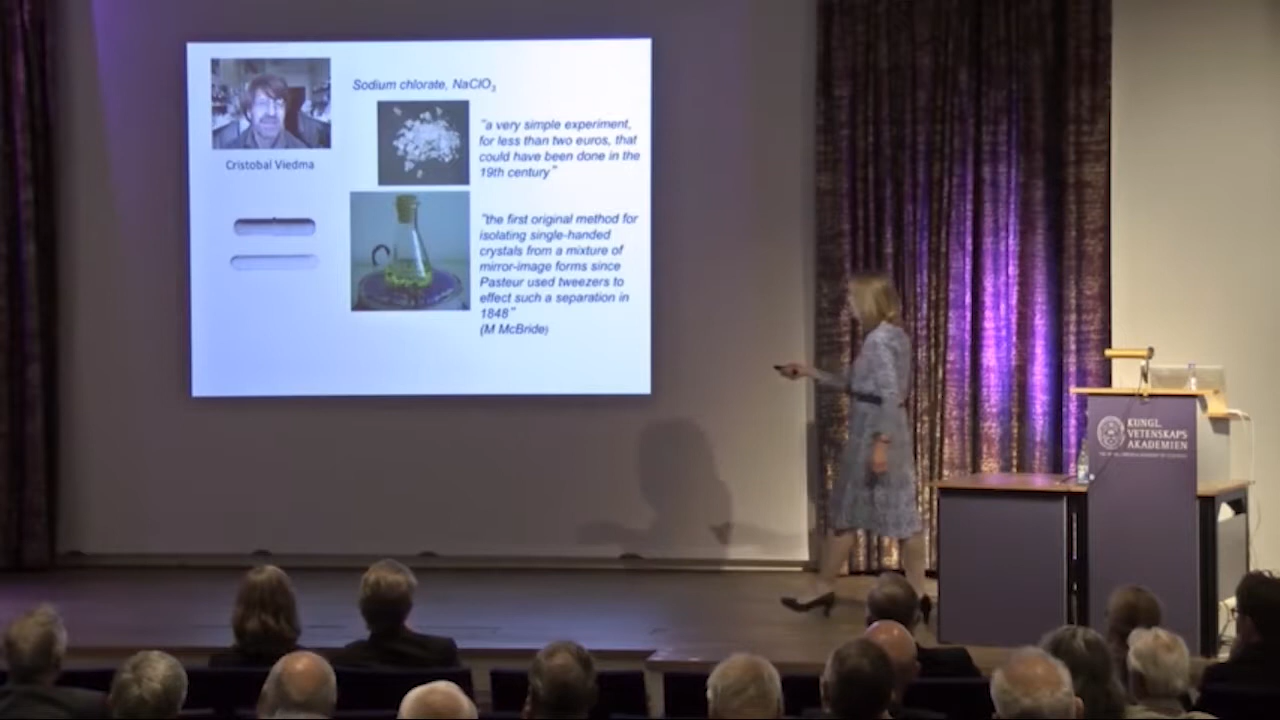 Sodium chlorate, NaClO₃
Cristobal Viedma
"a very simple experiment,
for less than two euros, that
could have been done in the
19th century"
"the first original method for
isolating single-handed
crystals from a mixture of
mirror-image forms since
Pasteur used tweezers to
effect such a separation in
1848"
(M McBride)
KUNGL.
VETENSKAPS
AKADEMIEN